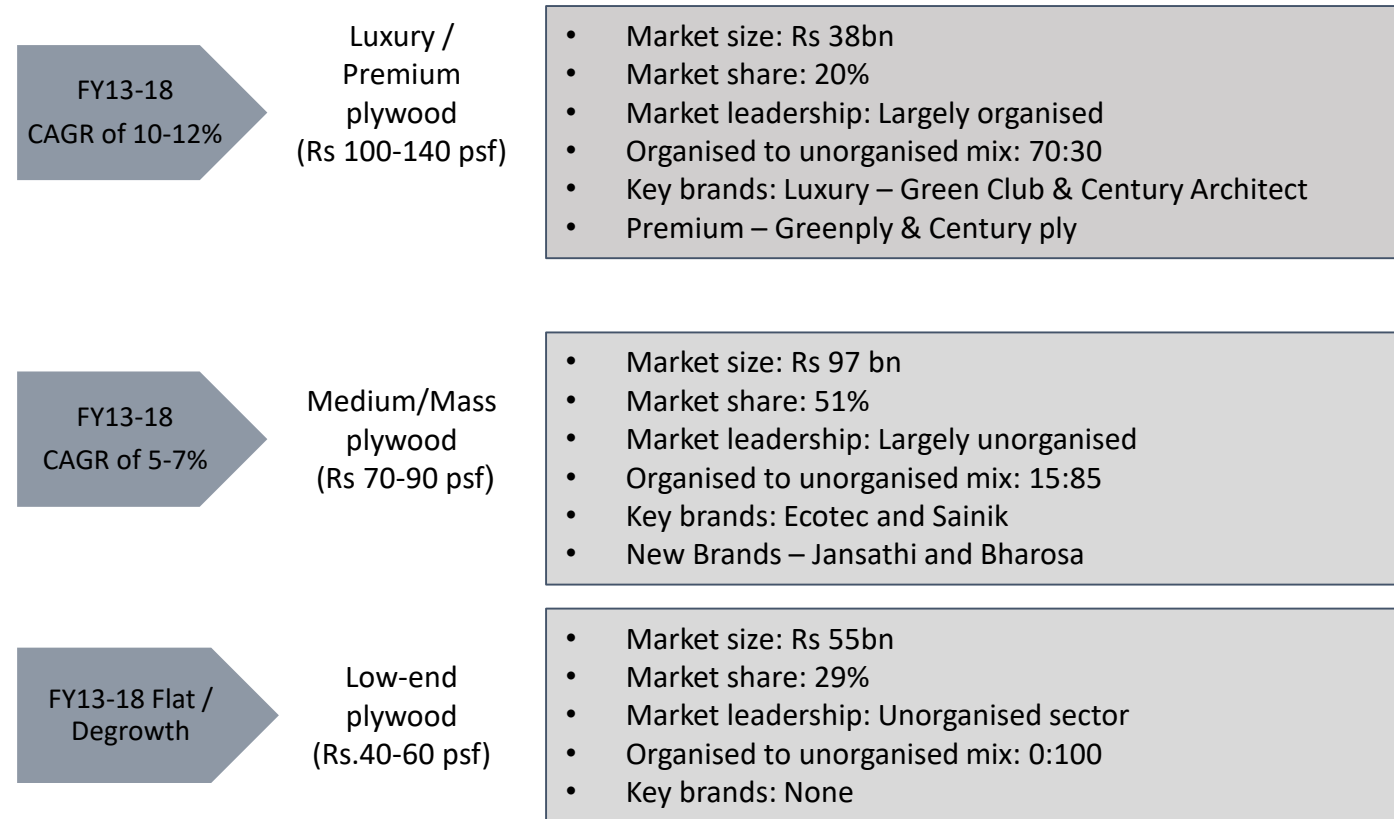 FY13-18
CAGR of 10-12%
Luxury /
Premium
plywood
(Rs 100-140 psf)
• Market size: Rs 38bn
• Market share: 20%
• Market leadership: Largely organised
• Organised to unorganised mix: 70:30
• Key brands: Luxury – Green Club & Century Architect
• Premium – Greenply & Century ply
FY13-18
CAGR of 5-7%
Medium/Mass
plywood
(Rs 70-90 psf)
• Market size: Rs 97 bn
• Market share: 51%
• Market leadership: Largely unorganised
• Organised to unorganised mix: 15:85
• Key brands: Ecotec and Sainik
• New Brands – Jansathi and Bharosa
FY13-18 Flat /
Degrowth
Low-end
plywood
(Rs.40-60 psf)
• Market size: Rs 55bn
• Market share: 29%
• Market leadership: Unorganised sector
• Organised to unorganised mix: 0:100
• Key brands: None